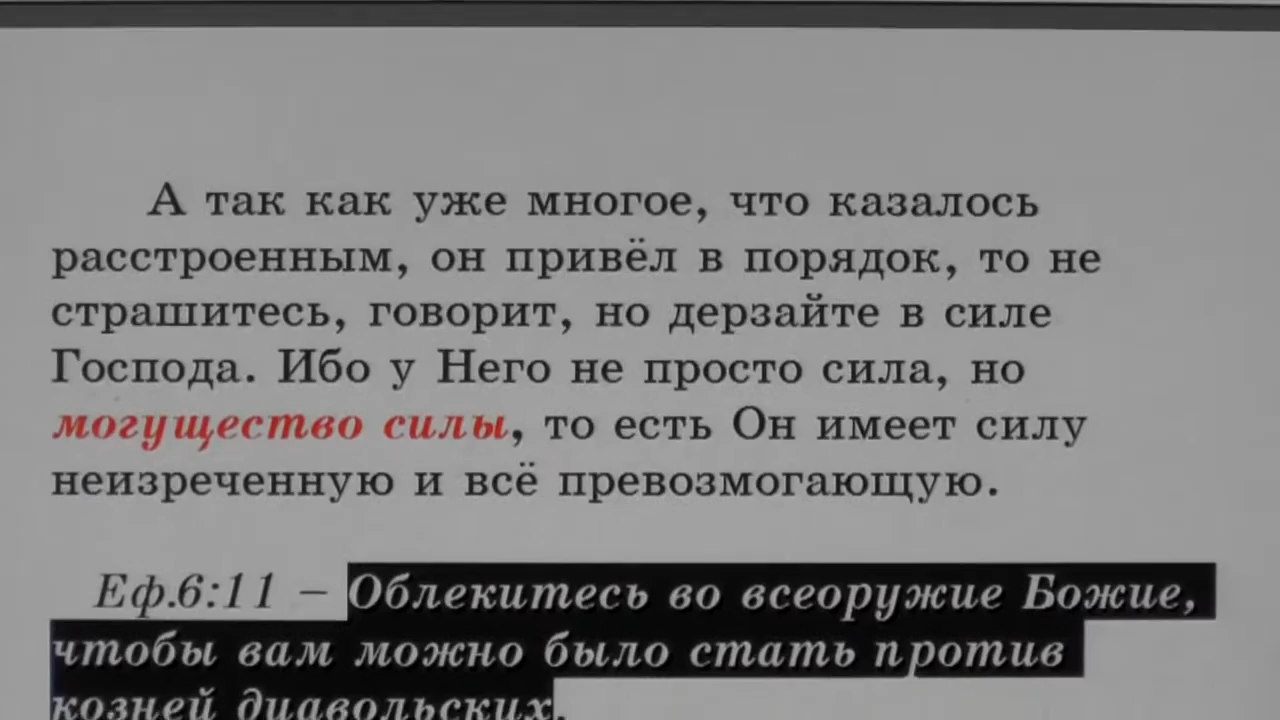 А так как уже многое, что казалось
расстроенным, он привёл в порядок, то не
страшитесь, говорит, но дерзайте в силе
Господа. Ибо у Него не просто сила, но
могущество силы, то есть Он имеет силу
неизреченную и всё превозмогающую.
Еф.6:11 – Облекитесь во всеоружие Божие,
чтобы вам можно было стать против
козней диавольских.